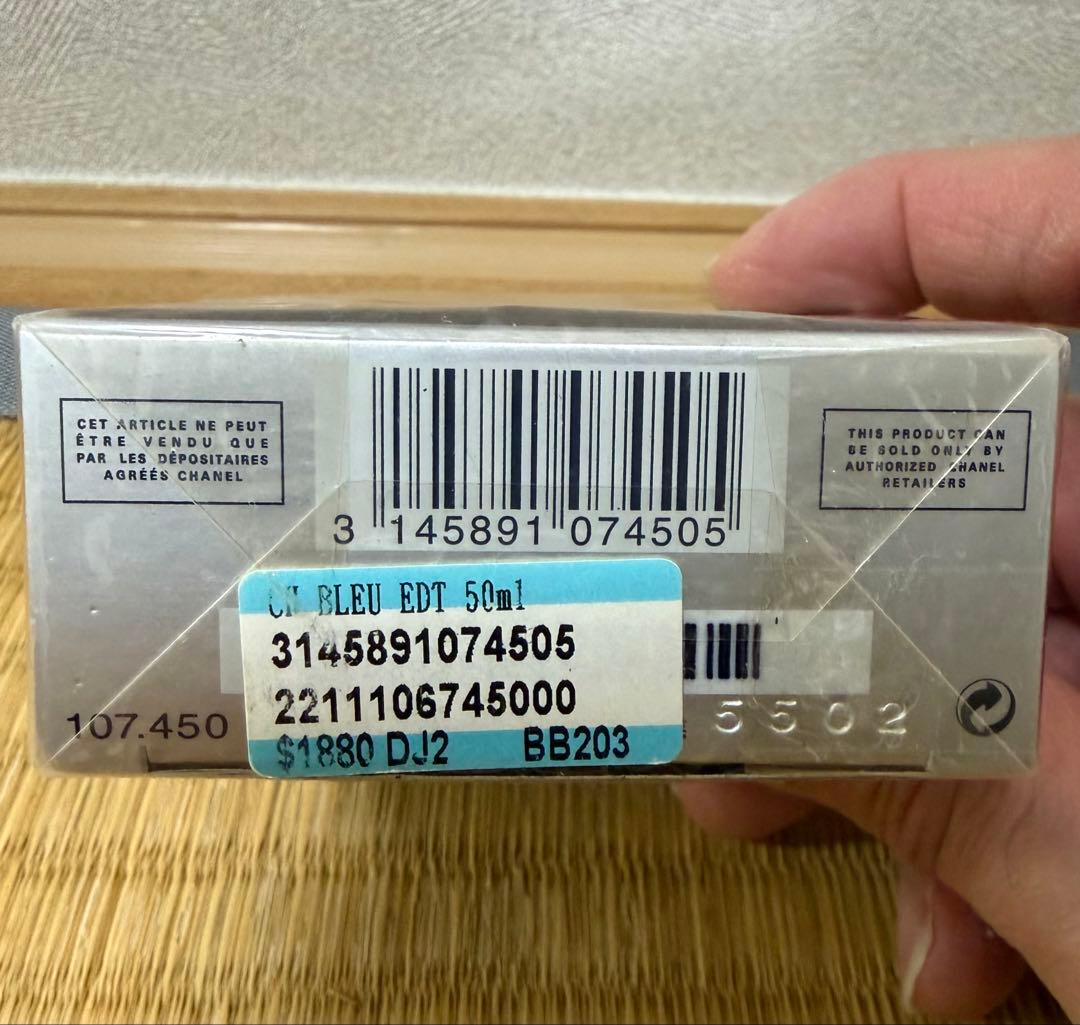 CET ARTICLE NE PEUT
ÊTRE VENDU QUE
PAR LES DÉPOSITAIRES
AGRÉÉS CHANEL
THIS PRODUCT CAN
BE SOLD ONLY BY
AUTHORIZED CHANEL
RETAILERS
3 145891 074505
CH BLEU EDT 50ml
3145891074505
2211106745000
$1880 DJ2 BB203
107.450
5502